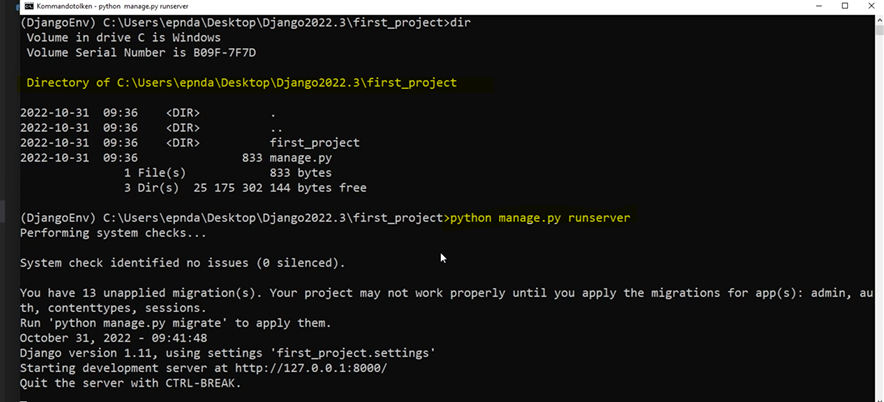 Kommandotolken - python manage.py runserver
(DjangoEnv) C:\Users\epnda\Desktop\Django2022.3\first_project>dir
Volume in drive C is Windows
Volume Serial Number is B09F-7F7D
Directory of C:\Users\epnda\Desktop\Django2022.3\first_project
2022-10-31  09:36    <DIR>          .
2022-10-31  09:36    <DIR>          ..
2022-10-31  09:36    <DIR>          first_project
2022-10-31  09:36               833 manage.py
1 File(s)            833 bytes
3 Dir(s)  25 175 302 144 bytes free
(DjangoEnv) C:\Users\epnda\Desktop\Django2022.3\first_project>python manage.py runserver
Performing system checks...
System check identified no issues (0 silenced).
You have 13 unapplied migration(s). Your project may not work properly until you apply the migrations for app(s): admin, au
th, contenttypes, sessions.
Run 'python manage.py migrate' to apply them.
October 31, 2022 - 09:41:48
Django version 1.11, using settings 'first_project.settings'
Starting development server at http://127.0.0.1:8000/
Quit the server with CTRL-BREAK.